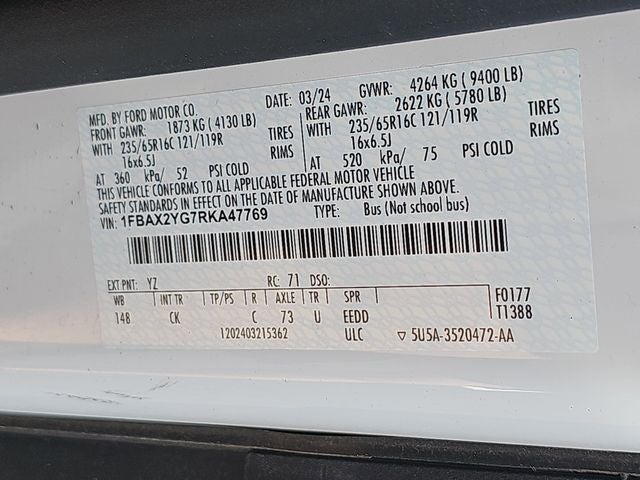 MFD. BY FORD MOTOR CO. DATE: 03/24 GVWR: 4264 KG (9400 LB)
FRONT GAWR: 1873 KG (4130 LB) REAR GAWR: 2622 KG (5780 LB)
WITH 235/65R16C 121/119R TIRES WITH 235/65R16C 121/119R TIRES
16x6.5J RIMS 16x6.5J RIMS
AT 360 kPa/ 52 PSI COLD AT 520 kPa/ 75 PSI COLD
THIS VEHICLE CONFORMS TO ALL APPLICABLE FEDERAL MOTOR VEHICLE
SAFETY STANDARDS IN EFFECT ON THE DATE OF MANUFACTURE SHOWN ABOVE.
VIN: 1FBAX2YG7RKA47769 TYPE: Bus (Not school bus)
EXT PNT: YZ RC: 71 DSO:
WB INT TR TP/PS R AXLE TR SPR F0177
148 CK C 73 U EEDD T1388
1202403215362 ULC ▽ 5U5A-3520472-AA